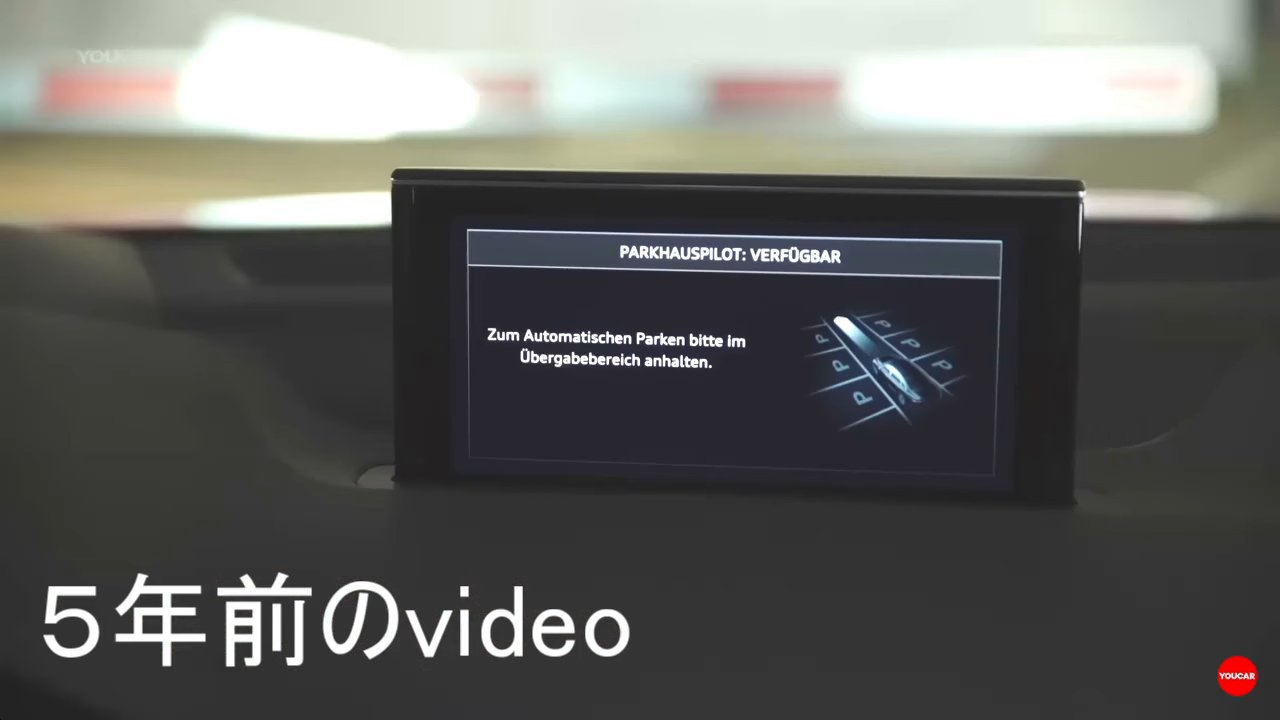 PARKHAUSPILOT: VERFÜGBAR
Zum Automatischen Parken bitte im
Übergabebereich anhalten.
P P
P P
P P
５年前のvideo
YOUCAR